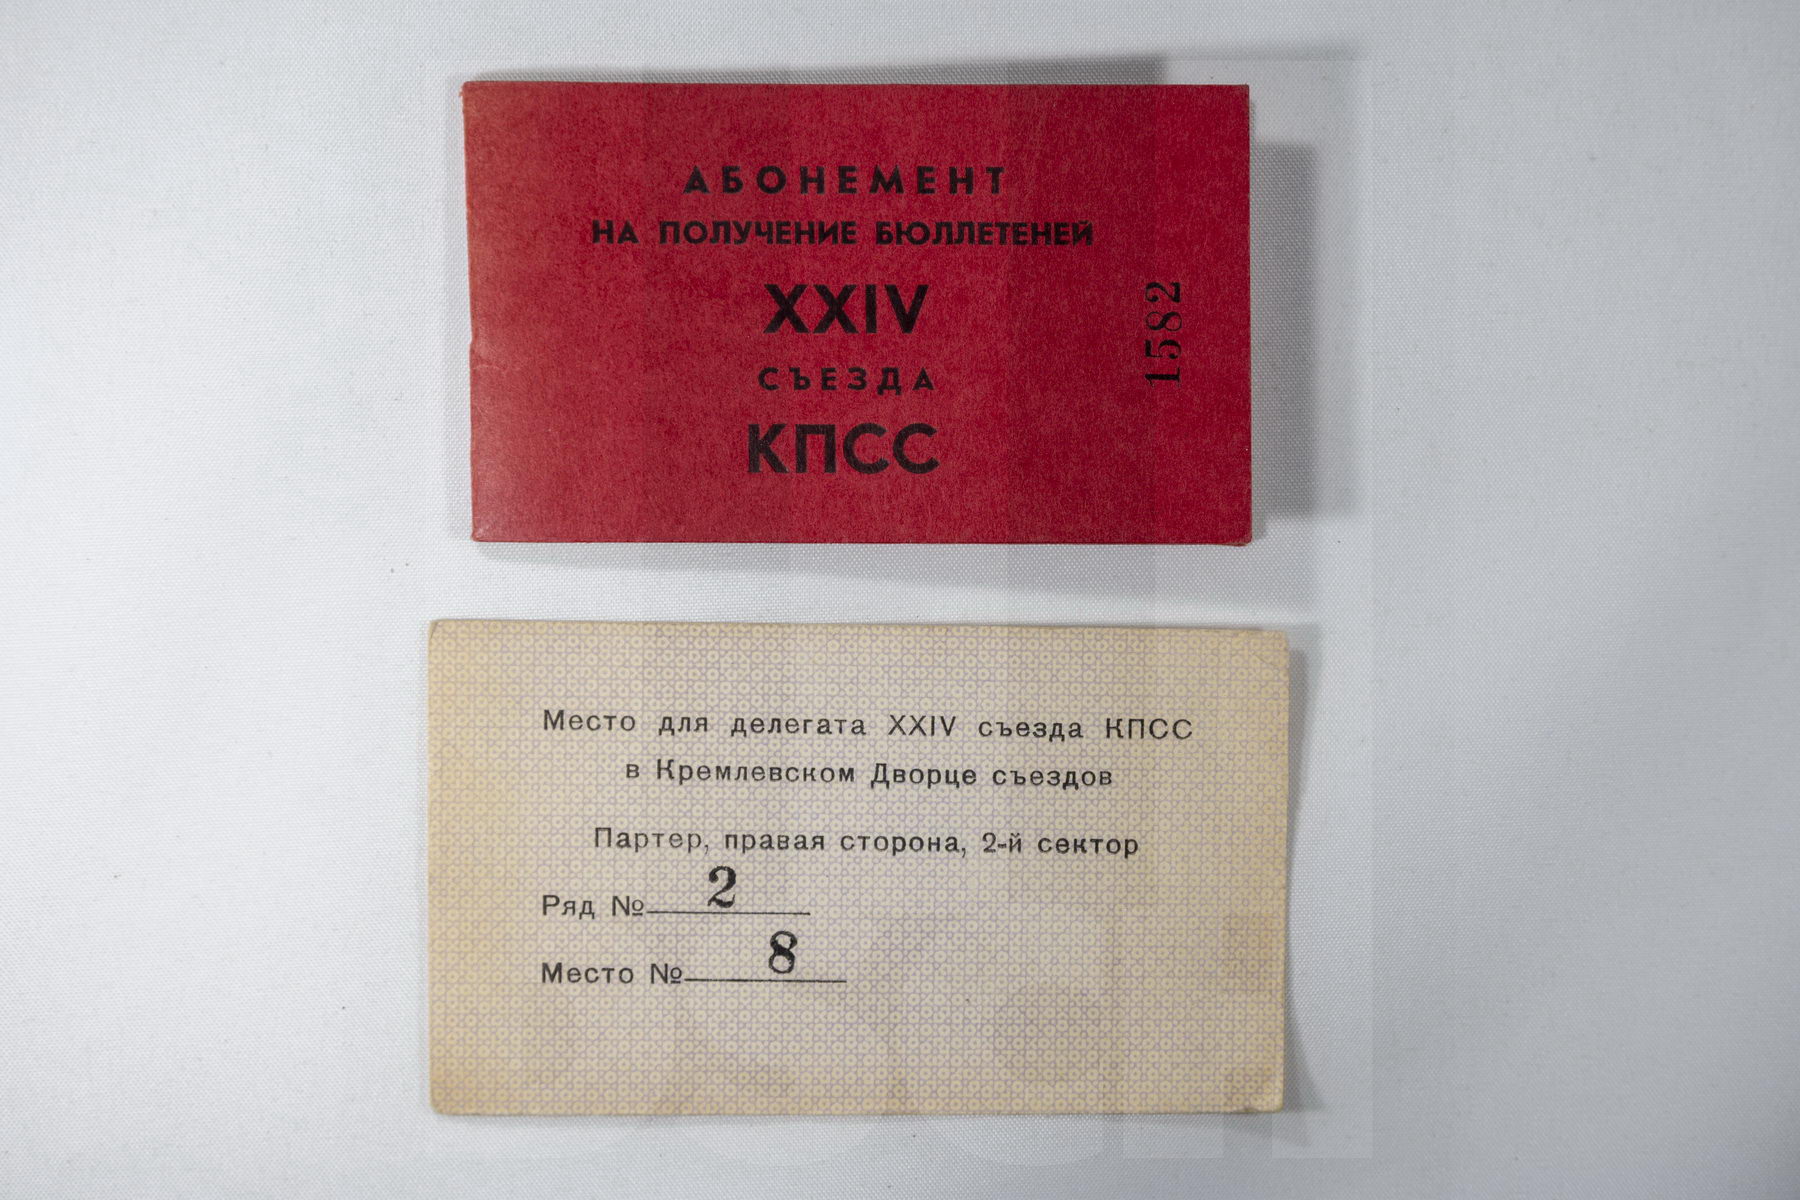 АБОНЕМЕНТ
НА ПОЛУЧЕНИЕ БЮЛЛЕТЕНЕЙ
XXIV
СЪЕЗДА
КПСС
1582
Место для делегата XXIV съезда КПСС
в Кремлевском Дворце съездов
Партер, правая сторона, 2-й сектор
Ряд № 2
Место № 8